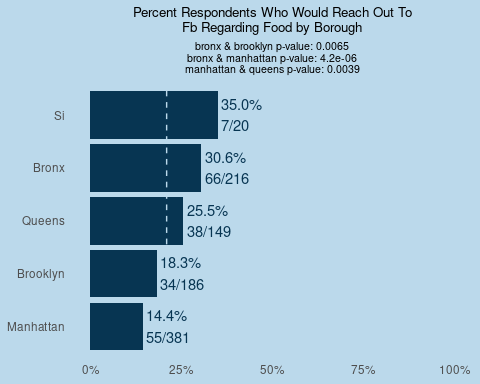 Percent Respondents Who Would Reach Out To
Fb Regarding Food by Borough
bronx & brooklyn p-value: 0.0065
bronx & manhattan p-value: 4.2e-06
manhattan & queens p-value: 0.0039
Si
35.0%
7/20
Bronx
30.6%
66/216
Queens
25.5%
38/149
Brooklyn
18.3%
34/186
Manhattan
14.4%
55/381
0% 25% 50% 75% 100%